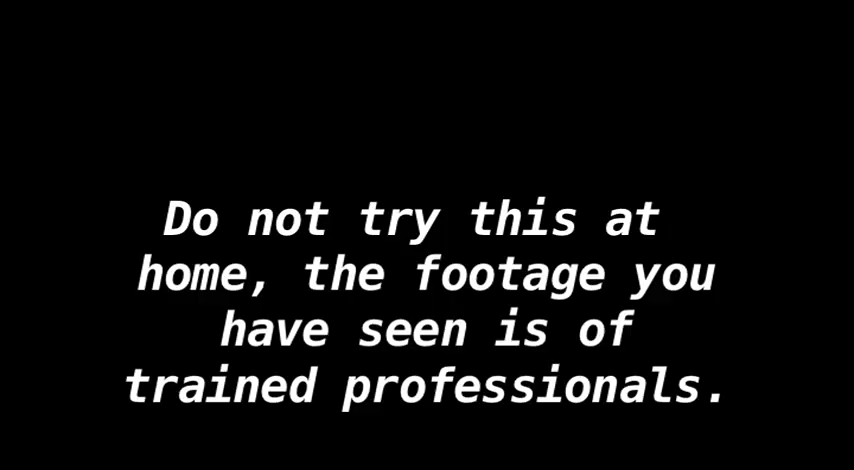 Do not try this at
home, the footage you
have seen is of
trained professionals.